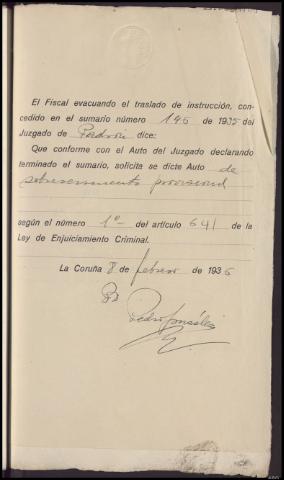 El Fiscal evacuando el traslado de instrucción, con-
cedido en el sumario número 146 de 1935 del
Juzgado de Padrón dice:
Que conforme con el Auto del Juzgado declarando
terminado el sumario, solicita se dicte Auto de
sobreseimiento provisional
según el número 1º del artículo 641 de la
Ley de Enjuiciamiento Criminal.
La Coruña 8 de febrero de 1936
Pedro González